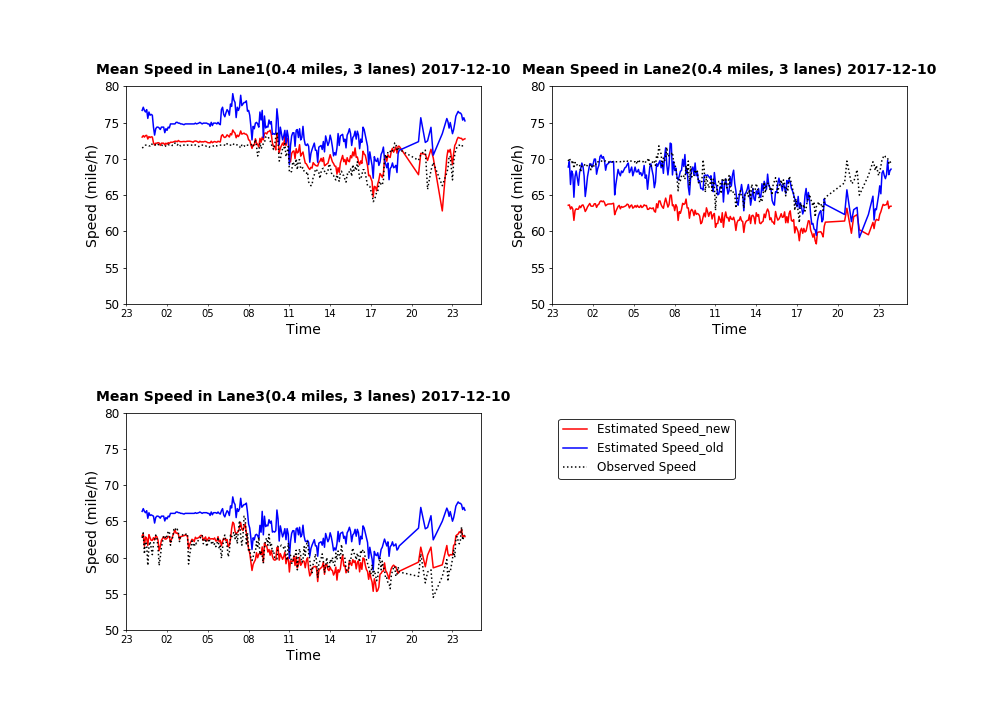 Mean Speed in Lane1(0.4 miles, 3 lanes) 2017-12-10
80
75
70
65
60
55
50
Speed (mile/h)
23 02 05 08 11 14 17 20 23
Time
Mean Speed in Lane2(0.4 miles, 3 lanes) 2017-12-10
80
75
70
65
60
55
50
Speed (mile/h)
23 02 05 08 11 14 17 20 23
Time
Mean Speed in Lane3(0.4 miles, 3 lanes) 2017-12-10
80
75
70
65
60
55
50
Speed (mile/h)
23 02 05 08 11 14 17 20 23
Time
Estimated Speed_new
Estimated Speed_old
Observed Speed